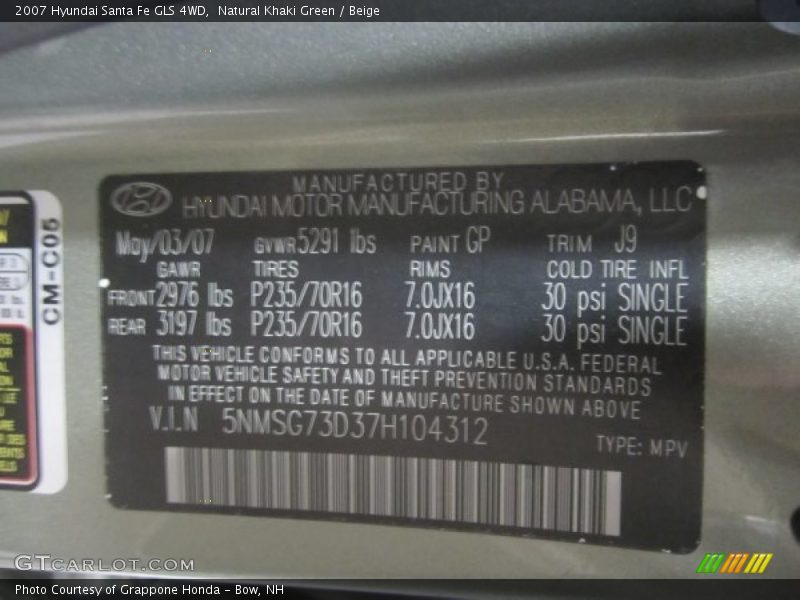 2007 Hyundai Santa Fe GLS 4WD, Natural Khaki Green / Beige
MANUFACTURED BY
HYUNDAI MOTOR MANUFACTURING ALABAMA, LLC
May/03/07 GVWR 5291 lbs PAINT GP TRIM J9
GAWR TIRES RIMS COLD TIRE INFL
FRONT 2976 lbs P235/70R16 7.0JX16 30 psi SINGLE
REAR 3197 lbs P235/70R16 7.0JX16 30 psi SINGLE
THIS VEHICLE CONFORMS TO ALL APPLICABLE U.S.A. FEDERAL
MOTOR VEHICLE SAFETY AND THEFT PREVENTION STANDARDS
IN EFFECT ON THE DATE OF MANUFACTURE SHOWN ABOVE
V.I.N 5NMSG73D37H104312
TYPE: MPV
CM-C05
GTCARLOT.COM
Photo Courtesy of Grappone Honda - Bow, NH